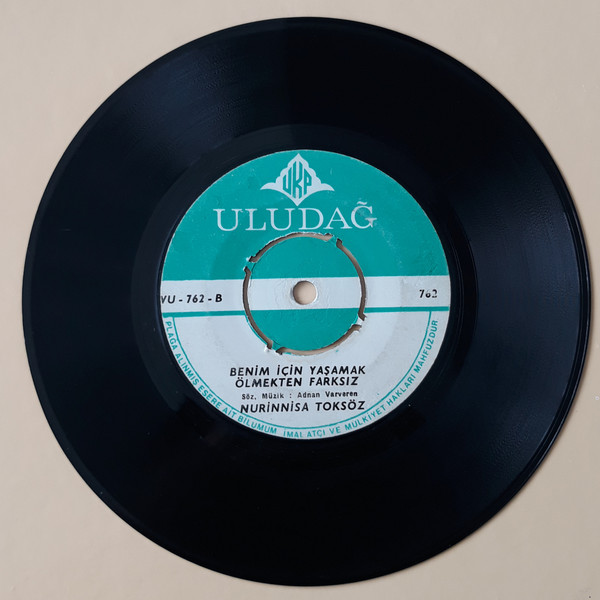 UKP
ULUDAĞ
VU - 762 - B
762
BENİM İÇİN YAŞAMAK
ÖLMEKTEN FARKSIZ
Söz, Müzik : Adnan Varveren
NURİNNİSA TOKSÖZ
PLAĞA ALINMIŞ ESERE AİT BİLUMUM İMALATÇI VE MÜLKİYET HAKLARI MAHFUZDUR